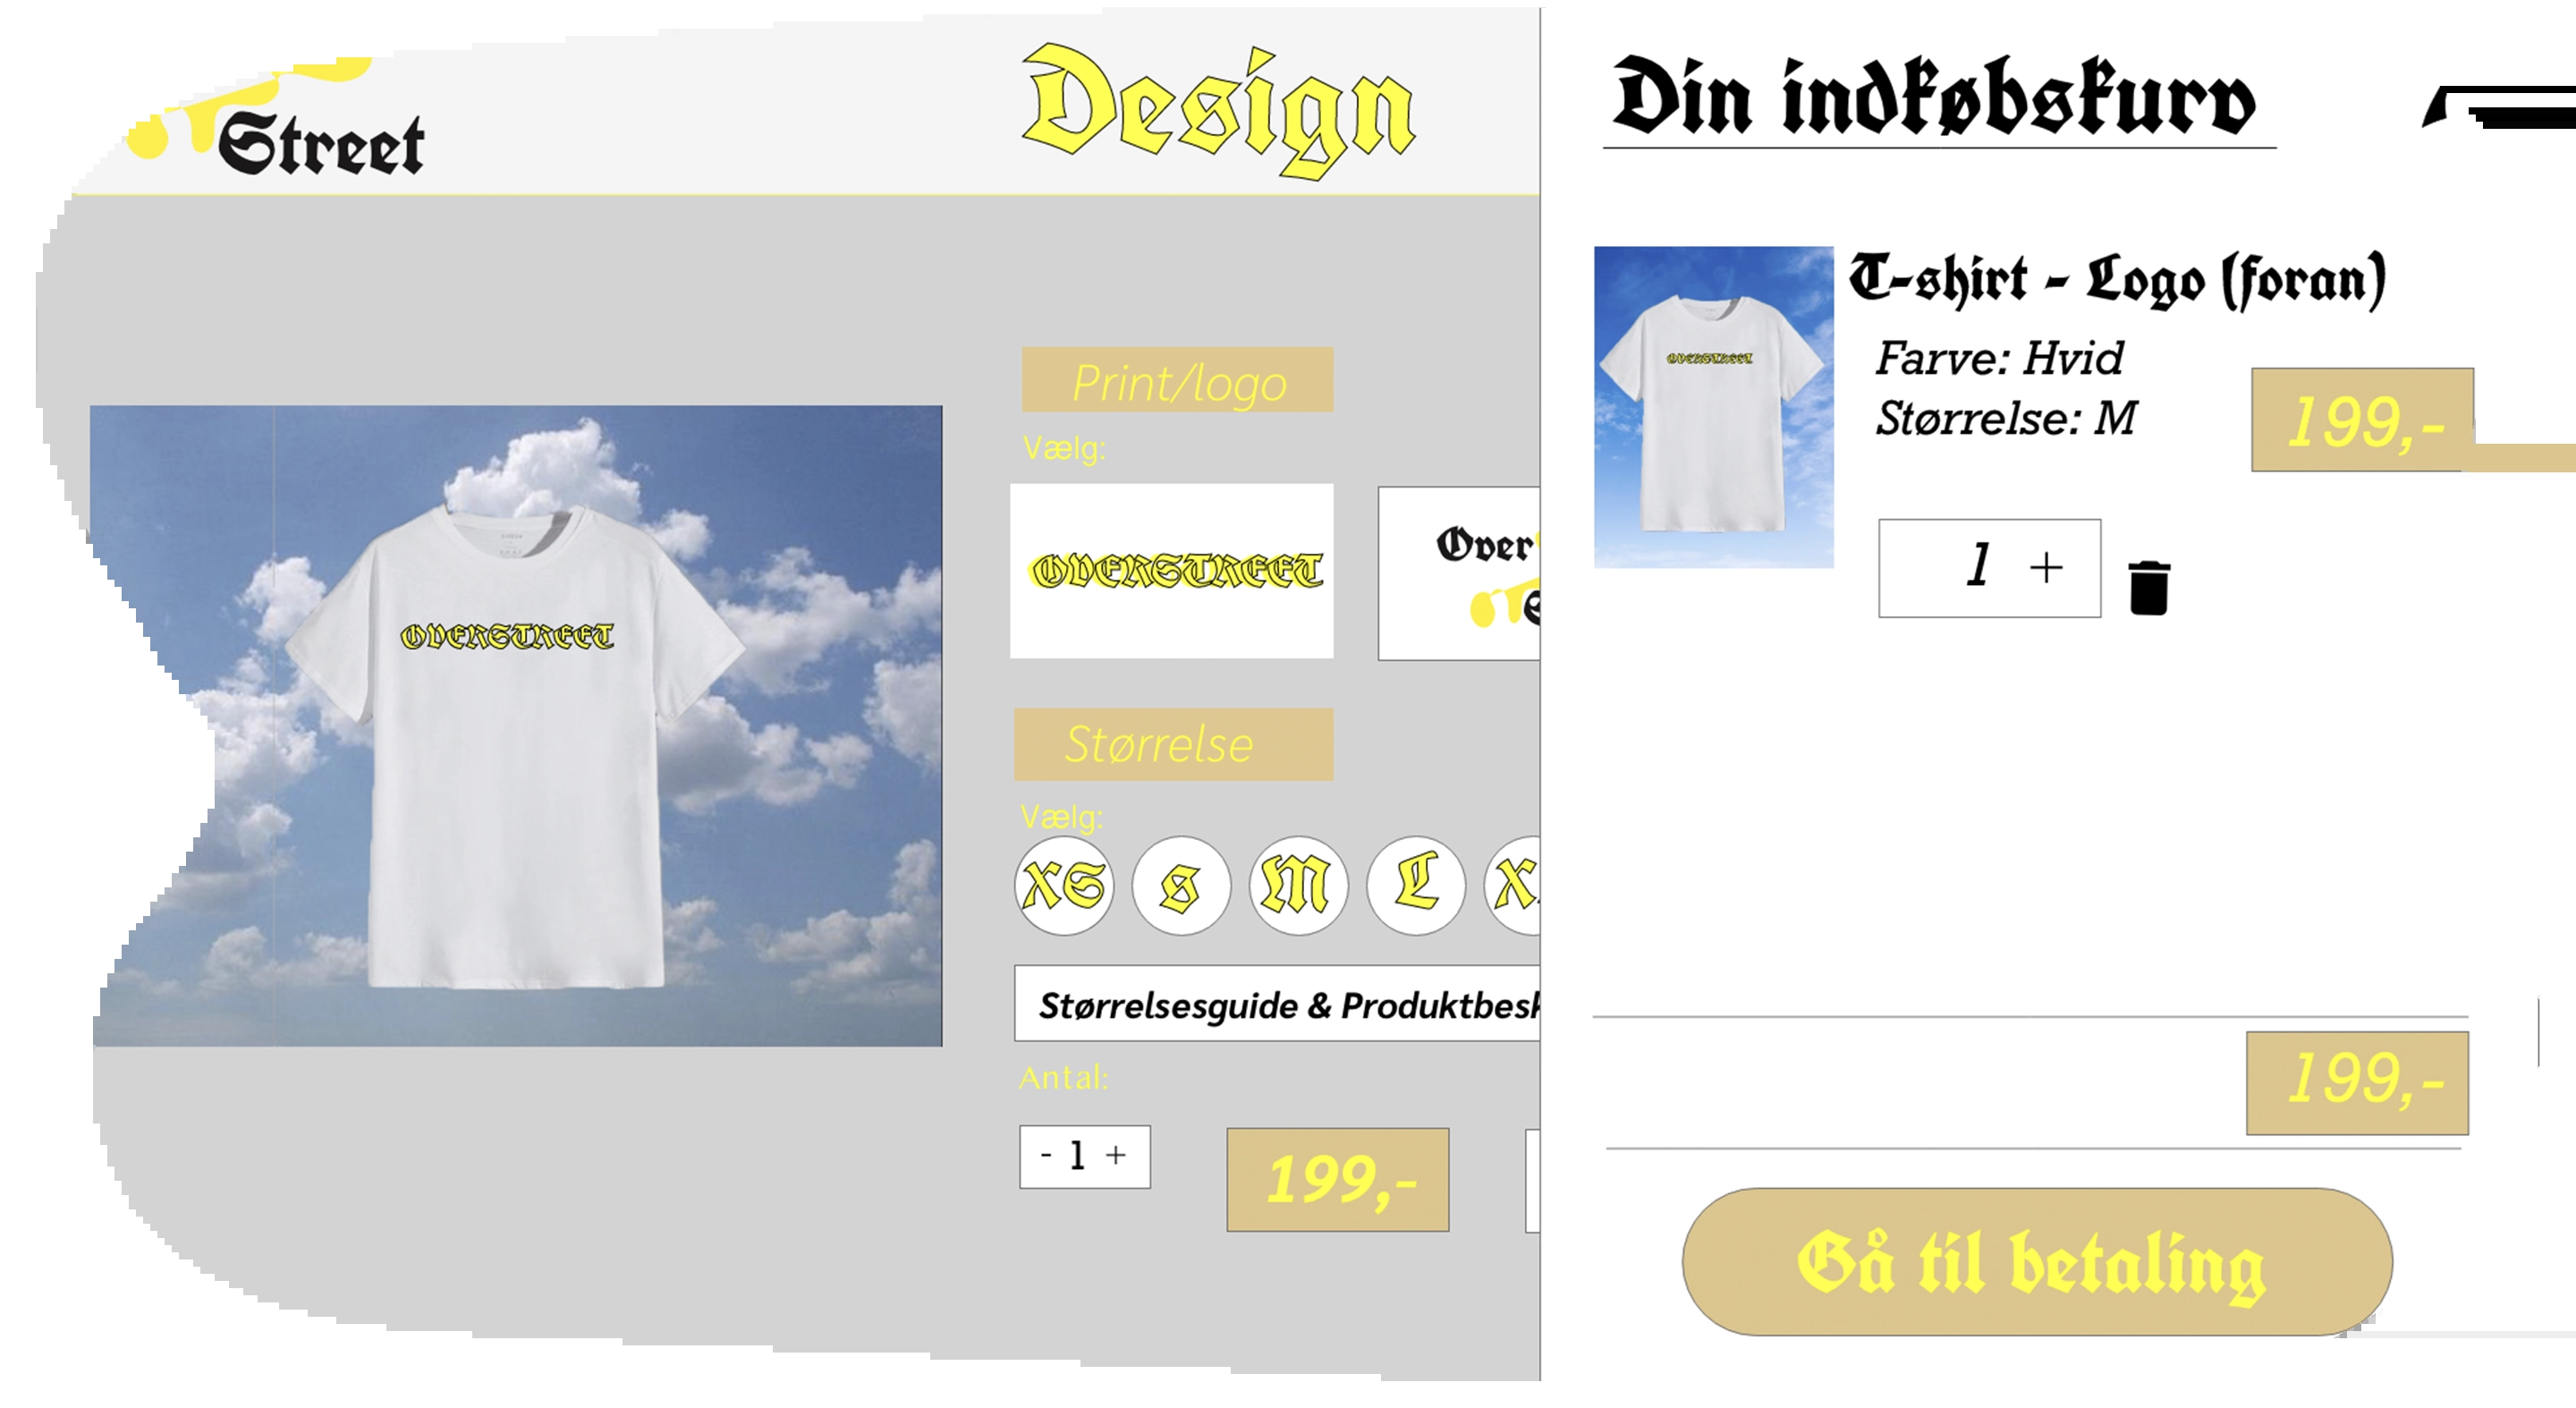 Street
Design
Print/logo
Vælg:
OVERSTREET
Over
OVERSTREET
Størrelse
Vælg:
XS S M L
Størrelsesguide & Produktbesk
Antal:
- 1 +
199,-
Din indkøbskurv
T-shirt - Logo (foran)
OVERSTREET
Farve: Hvid
Størrelse: M
199,-
1 +
199,-
Gå til betaling